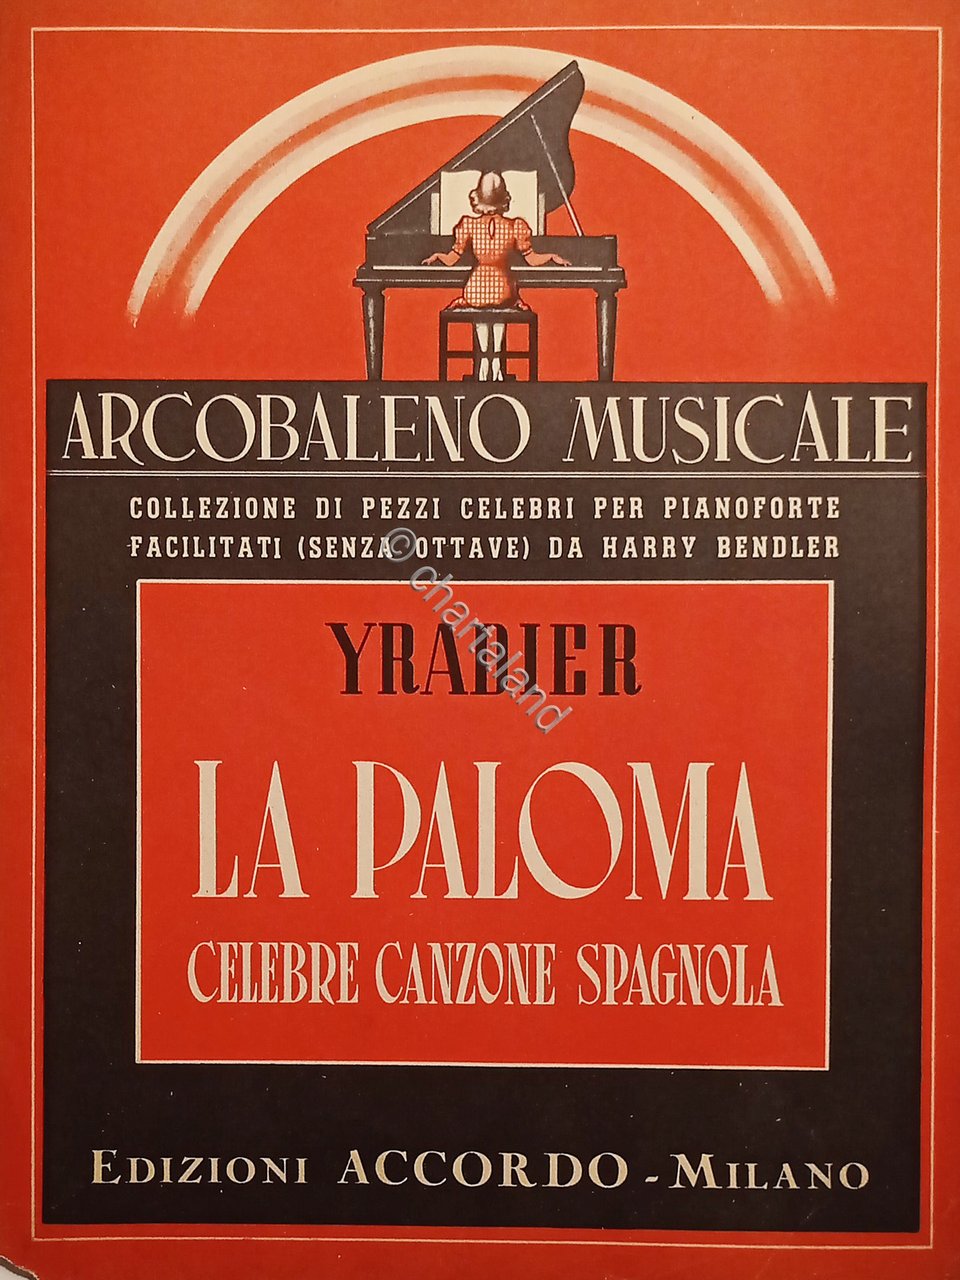 ARCOBALENO MUSICALE
COLLEZIONE DI PEZZI CELEBRI PER PIANOFORTE
FACILITATI (SENZA OTTAVE) DA HARRY BENDLER
YRADIER
LA PALOMA
CELEBRE CANZONE SPAGNOLA
EDIZIONI ACCORDO - MILANO
© chartaland